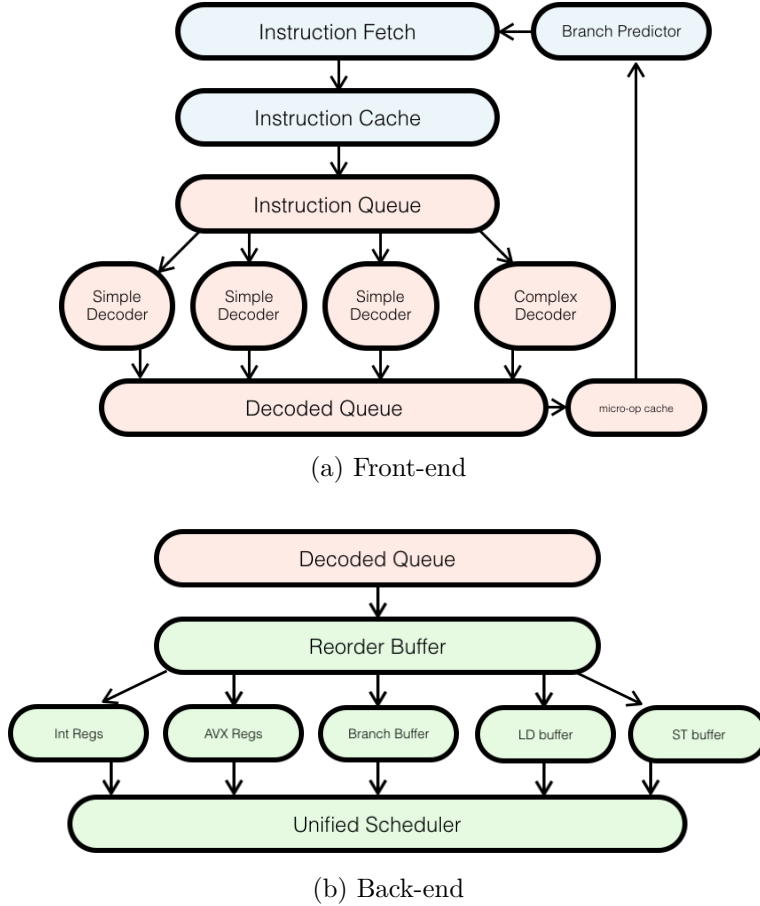 Instruction Fetch
Branch Predictor
Instruction Cache
Instruction Queue
Simple
Decoder
Simple
Decoder
Simple
Decoder
Complex
Decoder
Decoded Queue
micro-op cache
(a) Front-end
Decoded Queue
Reorder Buffer
Int Regs
AVX Regs
Branch Buffer
LD buffer
ST buffer
Unified Scheduler
(b) Back-end